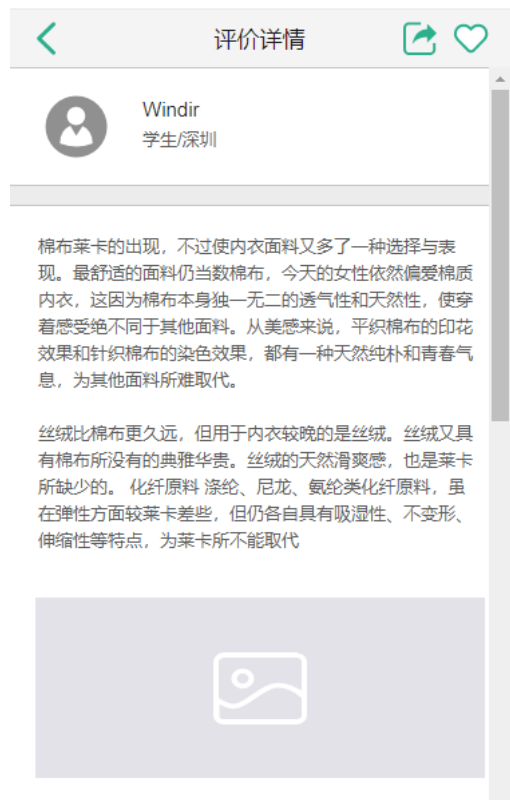 评价详情
Windir
学生/深圳
棉布莱卡的出现，不过使内衣面料又多了一种选择与表
现。最舒适的面料仍当数棉布，今天的女性依然偏爱棉质
内衣，这因为棉布本身独一无二的透气性和天然性，使穿
着感受绝不同于其他面料。从美感来说，平织棉布的印花
效果和针织棉布的染色效果，都有一种天然纯朴和青春气
息，为其他面料所难取代。
丝绒比棉布更久远，但用于内衣较晚的是丝绒。丝绒又具
有棉布所没有的典雅华贵。丝绒的天然滑爽感，也是莱卡
所缺少的。 化纤原料 涤纶、尼龙、氨纶类化纤原料，虽
在弹性方面较莱卡差些，但仍各自具有吸湿性、不变形、
伸缩性等特点，为莱卡所不能取代